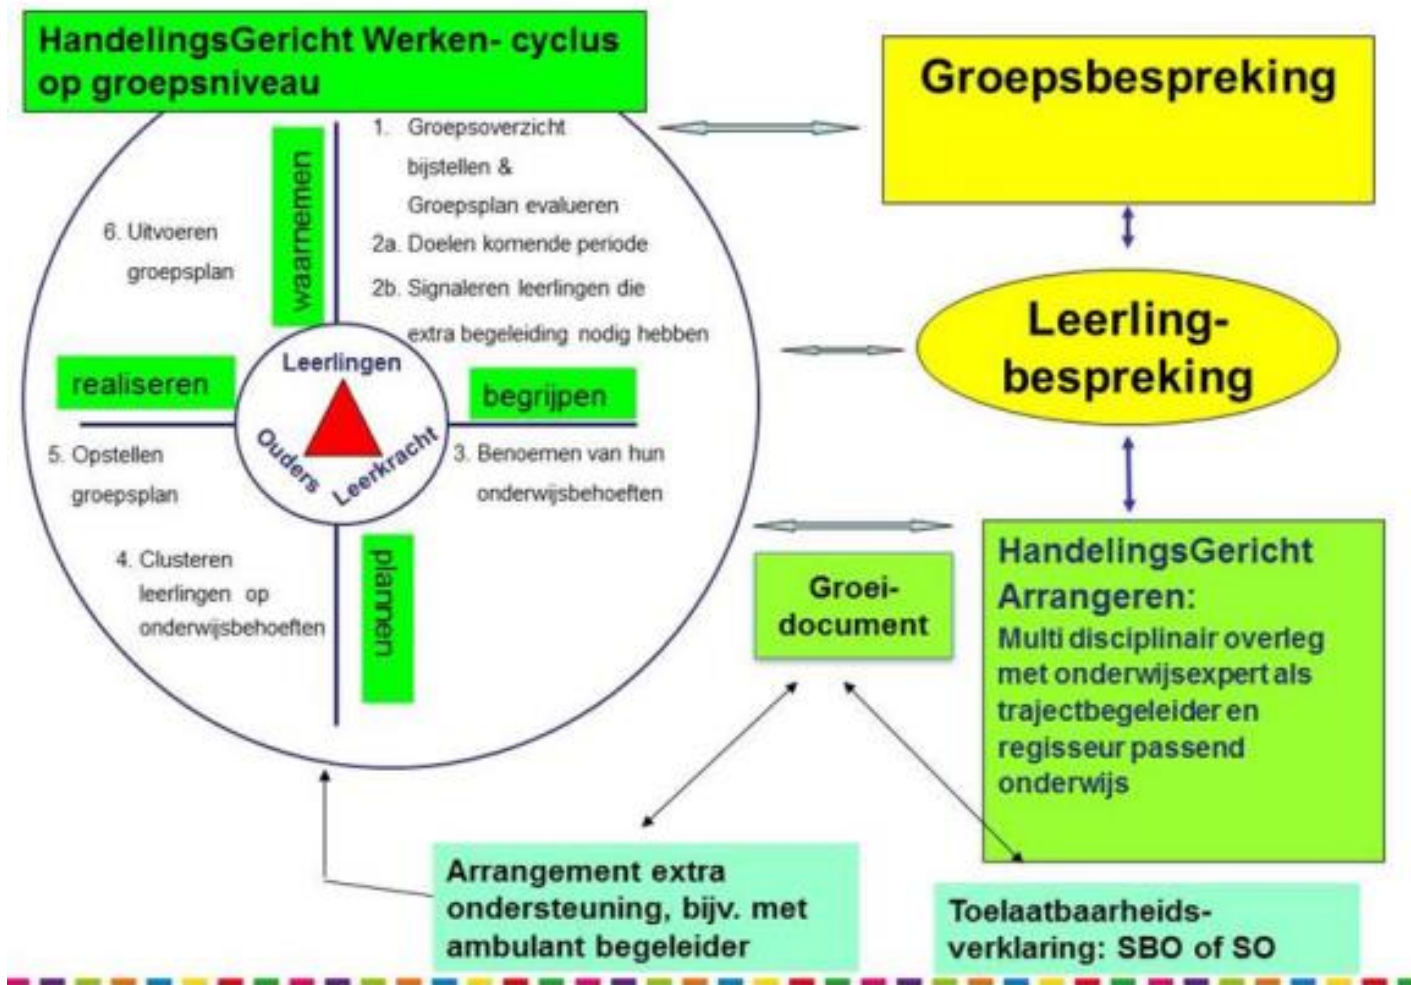 HandelingsGericht Werken- cyclus
op groepsniveau
waarnemen
1. Groepsoverzicht
bijstellen &
Groepsplan evalueren
2a. Doelen komende periode
2b. Signaleren leerlingen die
extra begeleiding nodig hebben
begrijpen
3. Benoemen van hun
onderwijsbehoeften
plannen
4. Clusteren
leerlingen op
onderwijsbehoeften
realiseren
5. Opstellen
groepsplan
6. Uitvoeren
groepsplan
Leerlingen
Ouders
Leerkracht
Groepsbespreking
Leerling-
bespreking
HandelingsGericht
Arrangeren:
Multi disciplinair overleg
met onderwijsexpert als
trajectbegeleider en
regisseur passend
onderwijs
Groei-
document
Arrangement extra
ondersteuning, bijv. met
ambulant begeleider
Toelaatbaarheids-
verklaring: SBO of SO